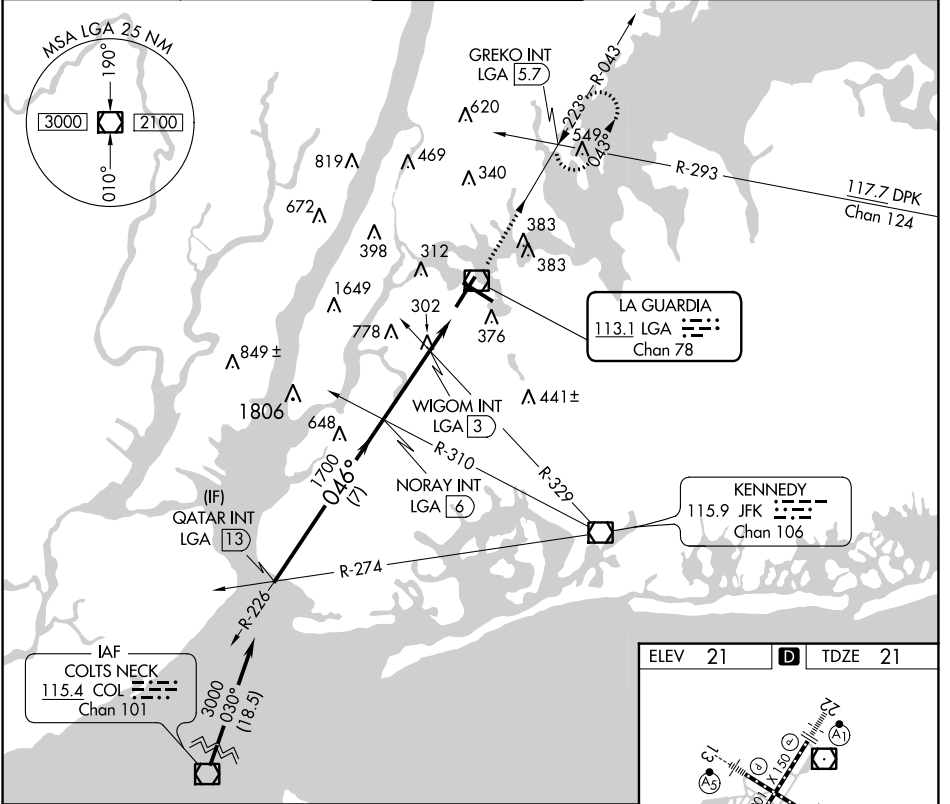 MSA LGA 25 NM
190°
3000
2100
010°
GREKO INT
LGA 5.7
R-043
223°
043°
620
549
819
469
340
R-293
117.7 DPK
Chan 124
672
398
312
383
383
1649
302
778
376
LA GUARDIA
113.1 LGA
Chan 78
849 ±
1806
441±
WIGOM INT
LGA 3
648
R-310
R-329
1700
046°
(7)
NORAY INT
LGA 6
KENNEDY
115.9 JFK
Chan 106
(IF)
QATAR INT
LGA 13
R-274
R-226
IAF
COLTS NECK
115.4 COL
Chan 101
3000
030°
(18.5)
ELEV 21
D
TDZE 21
22
A1
13
P
P
A5
X 150